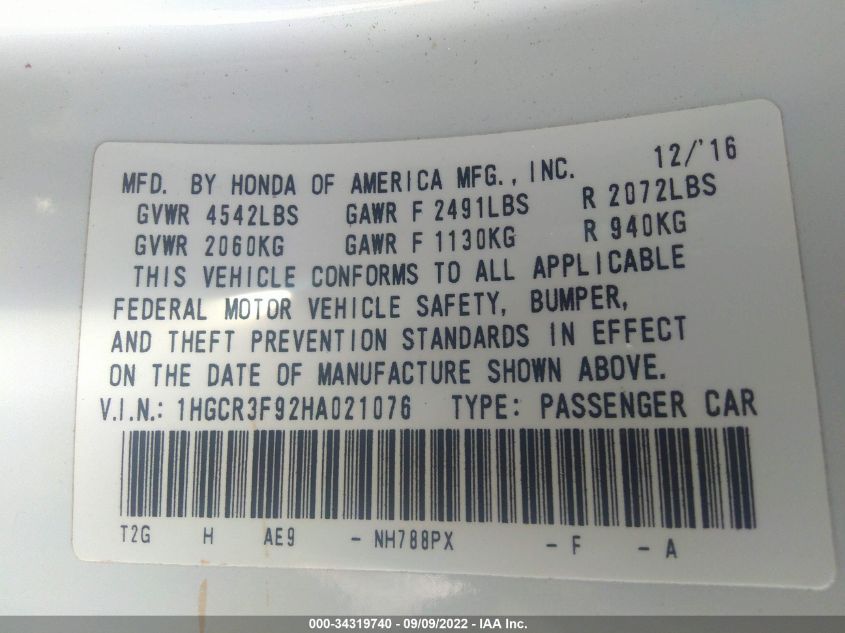 12/'16
MFD. BY HONDA OF AMERICA MFG., INC.
GVWR 4542LBS GAWR F 2491LBS R 2072LBS
GVWR 2060KG GAWR F 1130KG R 940KG
THIS VEHICLE CONFORMS TO ALL APPLICABLE
FEDERAL MOTOR VEHICLE SAFETY, BUMPER,
AND THEFT PREVENTION STANDARDS IN EFFECT
ON THE DATE OF MANUFACTURE SHOWN ABOVE.
V.I.N.: 1HGCR3F92HA021076 TYPE: PASSENGER CAR
T2G H AE9 - NH788PX - F - A
000-34319740 - 09/09/2022 - IAA Inc.